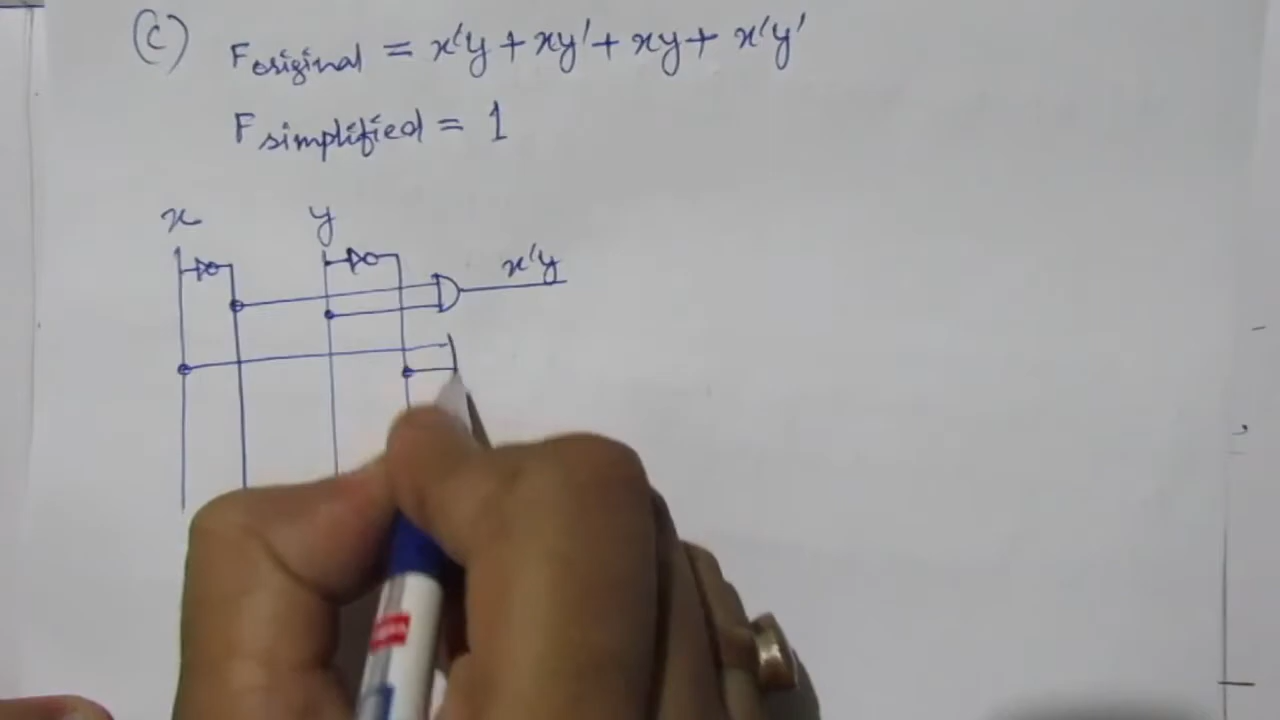 (C) Foriginal = x'y + xy' + xy + x'y'
Fsimplified = 1
x y
x'y